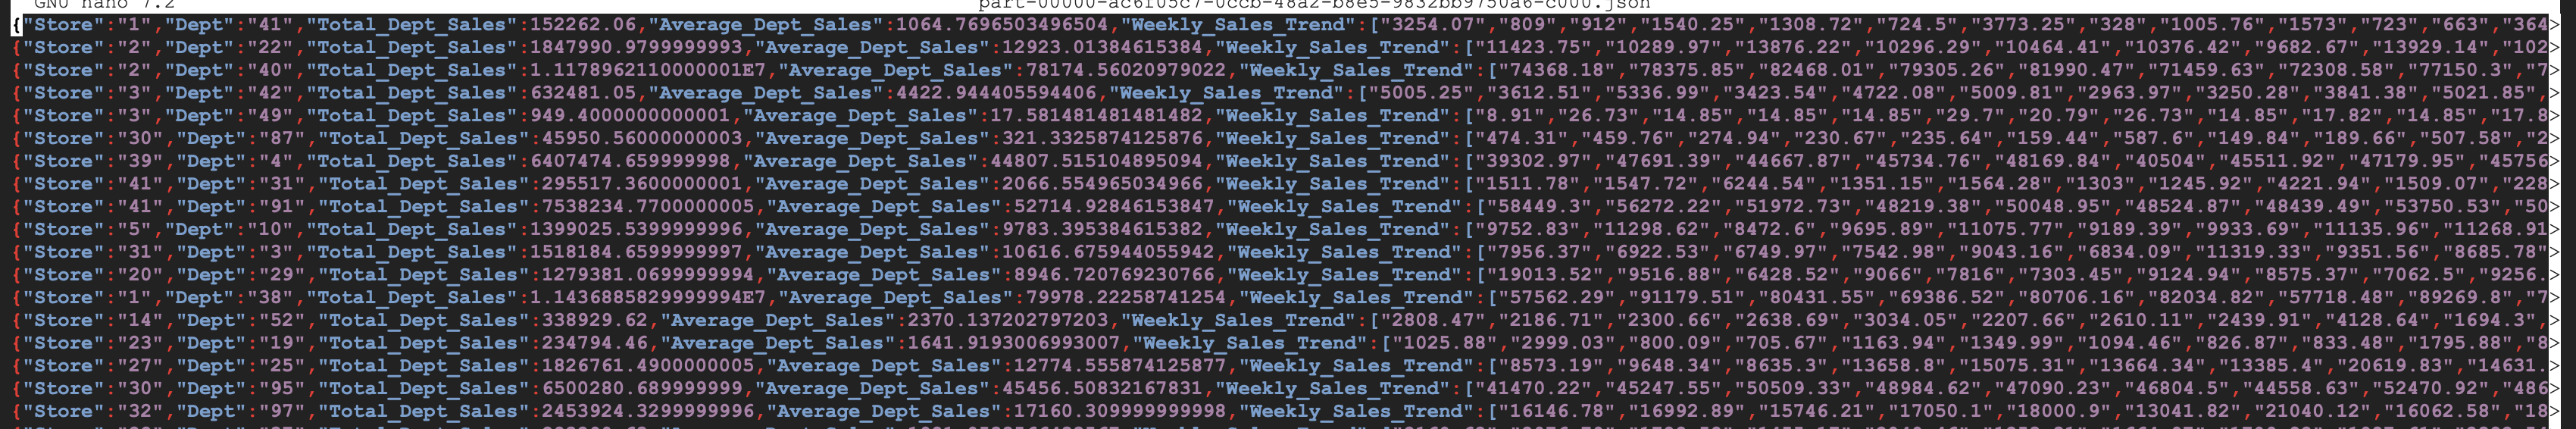 GNU nano 7.2 part-00000-ac6f05c7-0ccb-48a2-b8e5-9832bb9750a6-c000.json
{"Store":"1","Dept":"41","Total_Dept_Sales":152262.06,"Average_Dept_Sales":1064.7696503496504,"Weekly_Sales_Trend":["3254.07","809","912","1540.25","1308.72","724.5","3773.25","328","1005.76","1573","723","663","364>
{"Store":"2","Dept":"22","Total_Dept_Sales":1847990.9799999993,"Average_Dept_Sales":12923.01384615384,"Weekly_Sales_Trend":["11423.75","10289.97","13876.22","10296.29","10464.41","10376.42","9682.67","13929.14","102>
{"Store":"2","Dept":"40","Total_Dept_Sales":1.1178962110000001E7,"Average_Dept_Sales":78174.56020979022,"Weekly_Sales_Trend":["74368.18","78375.85","82468.01","79305.26","81990.47","71459.63","72308.58","77150.3","7>
{"Store":"3","Dept":"42","Total_Dept_Sales":632481.05,"Average_Dept_Sales":4422.944405594406,"Weekly_Sales_Trend":["5005.25","3612.51","5336.99","3423.54","4722.08","5009.81","2963.97","3250.28","3841.38","5021.85",>
{"Store":"3","Dept":"49","Total_Dept_Sales":949.4000000000001,"Average_Dept_Sales":17.581481481481482,"Weekly_Sales_Trend":["8.91","26.73","14.85","14.85","14.85","29.7","20.79","26.73","14.85","17.82","14.85","17.8>
{"Store":"30","Dept":"87","Total_Dept_Sales":45950.56000000003,"Average_Dept_Sales":321.3325874125876,"Weekly_Sales_Trend":["474.31","459.76","274.94","230.67","235.64","159.44","587.6","149.84","189.66","507.58","2>
{"Store":"39","Dept":"4","Total_Dept_Sales":6407474.659999998,"Average_Dept_Sales":44807.515104895094,"Weekly_Sales_Trend":["39302.97","47691.39","44667.87","45734.76","48169.84","40504","45511.92","47179.95","45756>
{"Store":"41","Dept":"31","Total_Dept_Sales":295517.3600000001,"Average_Dept_Sales":2066.554965034966,"Weekly_Sales_Trend":["1511.78","1547.72","6244.54","1351.15","1564.28","1303","1245.92","4221.94","1509.07","228>
{"Store":"41","Dept":"91","Total_Dept_Sales":7538234.7700000005,"Average_Dept_Sales":52714.92846153847,"Weekly_Sales_Trend":["58449.3","56272.22","51972.73","48219.38","50048.95","48524.87","48439.49","53750.53","50>
{"Store":"5","Dept":"10","Total_Dept_Sales":1399025.5399999996,"Average_Dept_Sales":9783.395384615382,"Weekly_Sales_Trend":["9752.83","11298.62","8472.6","9695.89","11075.77","9189.39","9933.69","11135.96","11268.91>
{"Store":"31","Dept":"3","Total_Dept_Sales":1518184.6599999997,"Average_Dept_Sales":10616.675944055942,"Weekly_Sales_Trend":["7956.37","6922.53","6749.97","7542.98","9043.16","6834.09","11319.33","9351.56","8685.78">
{"Store":"20","Dept":"29","Total_Dept_Sales":1279381.0699999994,"Average_Dept_Sales":8946.720769230766,"Weekly_Sales_Trend":["19013.52","9516.88","6428.52","9066","7816","7303.45","9124.94","8575.37","7062.5","9256.>
{"Store":"1","Dept":"38","Total_Dept_Sales":1.1436885829999994E7,"Average_Dept_Sales":79978.22258741254,"Weekly_Sales_Trend":["57562.29","91179.51","80431.55","69386.52","80706.16","82034.82","57718.48","89269.8","7>
{"Store":"14","Dept":"52","Total_Dept_Sales":338929.62,"Average_Dept_Sales":2370.137202797203,"Weekly_Sales_Trend":["2808.47","2186.71","2300.66","2638.69","3034.05","2207.66","2610.11","2439.91","4128.64","1694.3",>
{"Store":"23","Dept":"19","Total_Dept_Sales":234794.46,"Average_Dept_Sales":1641.9193006993007,"Weekly_Sales_Trend":["1025.88","2999.03","800.09","705.67","1163.94","1349.99","1094.46","826.87","833.48","1795.88","8>
{"Store":"27","Dept":"25","Total_Dept_Sales":1826761.4900000005,"Average_Dept_Sales":12774.555874125877,"Weekly_Sales_Trend":["8573.19","9648.34","8635.3","13658.8","15075.31","13664.34","13385.4","20619.83","14631.>
{"Store":"30","Dept":"95","Total_Dept_Sales":6500280.689999999,"Average_Dept_Sales":45456.50832167831,"Weekly_Sales_Trend":["41470.22","45247.55","50509.33","48984.62","47090.23","46804.5","44558.63","52470.92","486>
{"Store":"32","Dept":"97","Total_Dept_Sales":2453924.3299999996,"Average_Dept_Sales":17160.309999999998,"Weekly_Sales_Trend":["16146.78","16992.89","15746.21","17050.1","18000.9","13041.82","21040.12","16062.58","18>